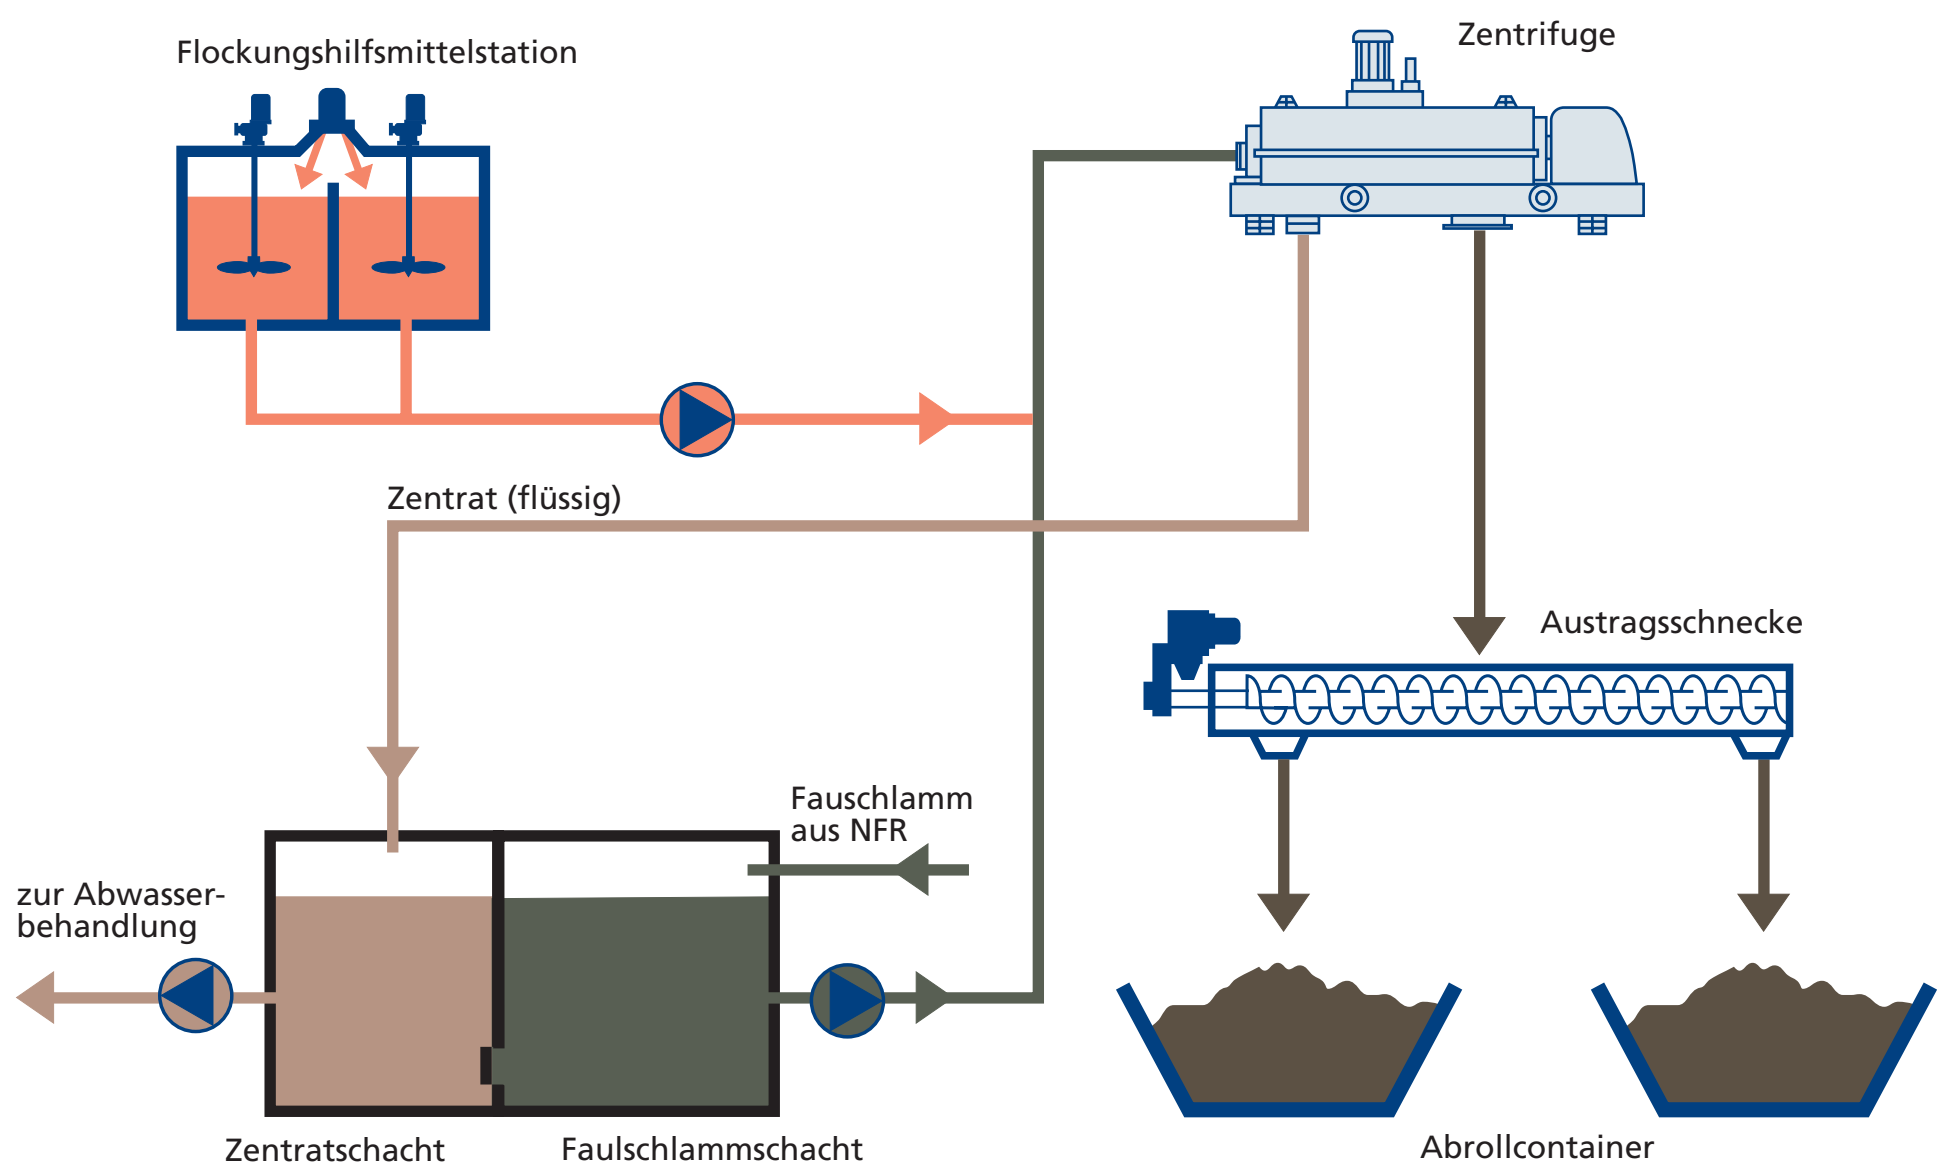 Flockungshilfsmittelstation
Zentrifuge
Zentrat (flüssig)
Austragsschnecke
Fauschlamm
aus NFR
zur Abwasser-
behandlung
Zentratschacht
Faulschlammschacht
Abrollcontainer